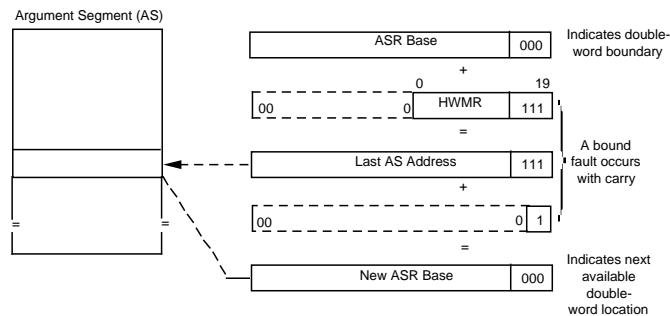 Argument Segment (AS)
ASR Base 000
Indicates double-
word boundary
+
0 19
00 0 HWMR 111
=
A bound
fault occurs
with carry
Last AS Address 111
+
00 0 1
= =
=
New ASR Base 000
Indicates next
available
double-
word location